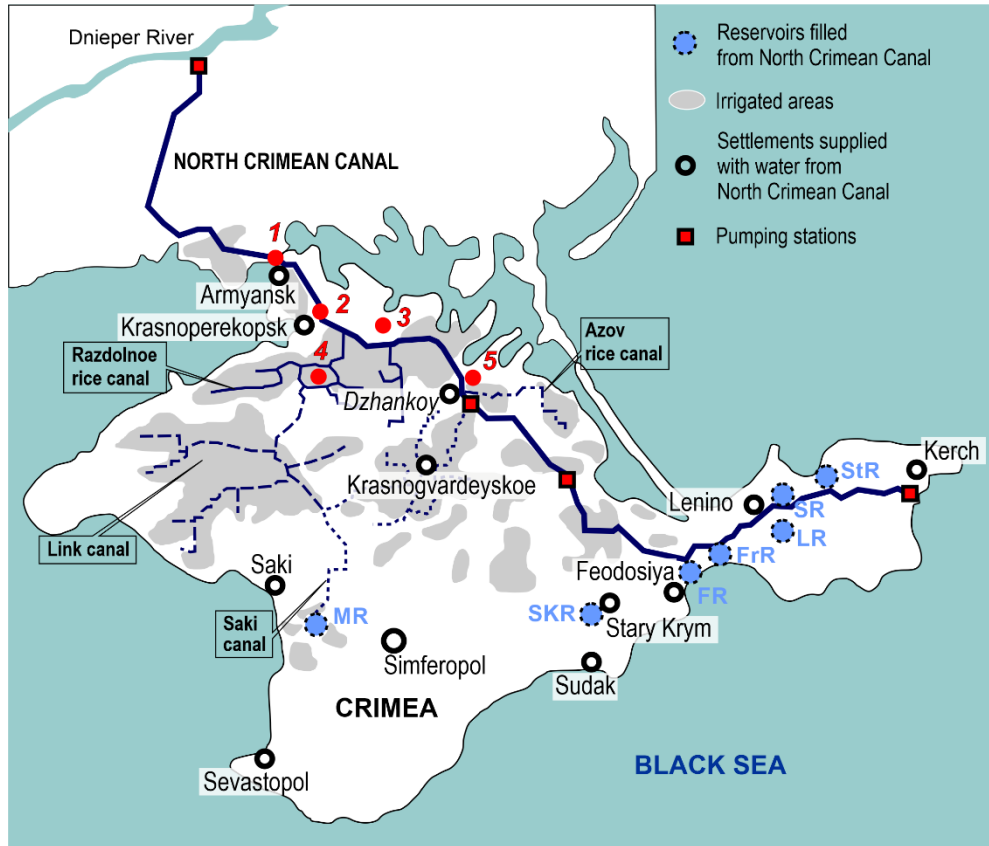 Dnieper River
Reservoirs filled
from North Crimean Canal
Irrigated areas
Settlements supplied
with water from
North Crimean Canal
Pumping stations
NORTH CRIMEAN CANAL
1
Armyansk
2
Krasnoperekopsk
3
Razdolnoe
rice canal
4
5
Azov
rice canal
Dzhankoy
Krasnogvardeyskoe
Kerch
StR
Lenino
SR
LR
Link canal
FrR
Saki
Feodosiya
FR
MR
SKR
Stary Krym
Saki
canal
Simferopol
Sudak
CRIMEA
Sevastopol
BLACK SEA